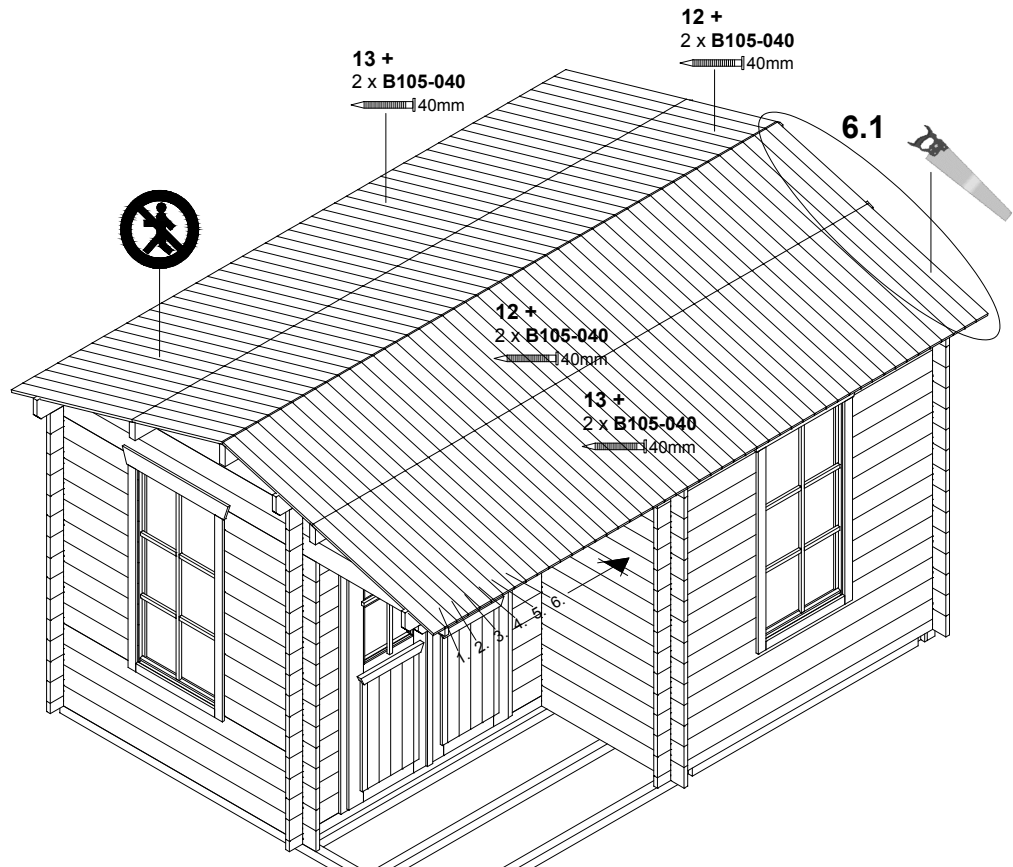 12 +
2 x B105-040
40mm
13 +
2 x B105-040
40mm
6.1
12 +
2 x B105-040
40mm
13 +
2 x B105-040
40mm
1. 2. 3. 4. 5. 6.